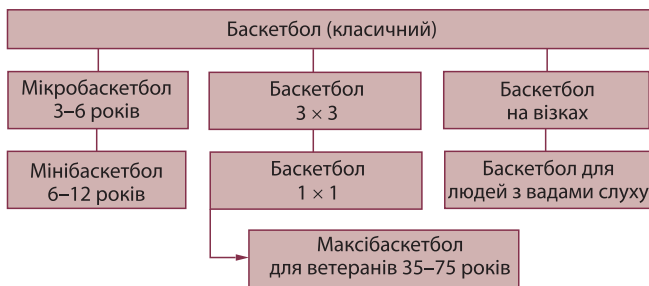 Баскетбол (класичний)
Мікробаскетбол
3–6 років
Баскетбол
3 × 3
Баскетбол
на візках
Мінібаскетбол
6–12 років
Баскетбол
1 × 1
Баскетбол для
людей з вадами слуху
Максібаскетбол
для ветеранів 35–75 років